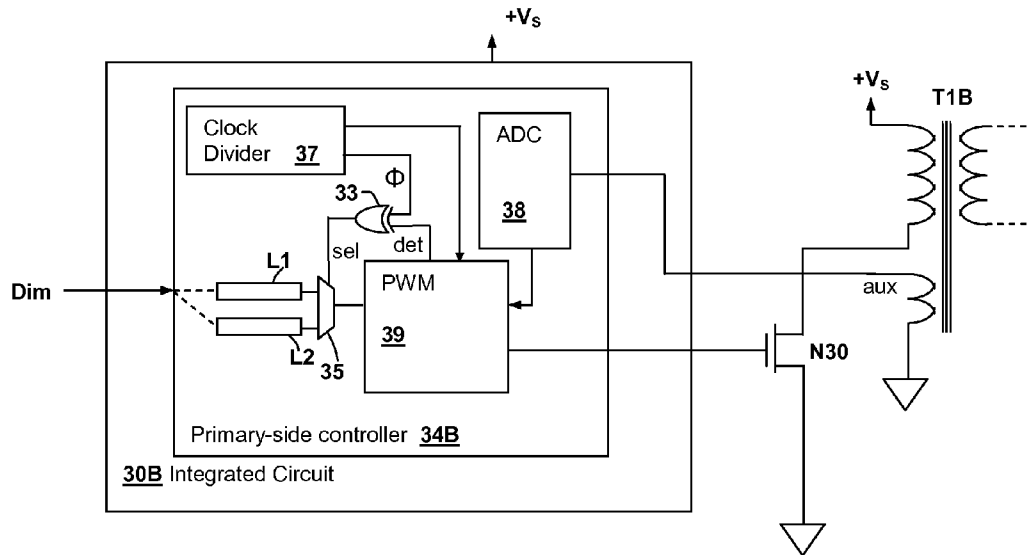 +Vs
+Vs
T1B
Clock
Divider 37
ADC
38
Φ
33
sel
det
L1
Dim
PWM
39
aux
L2
35
N30
Primary-side controller 34B
30B Integrated Circuit